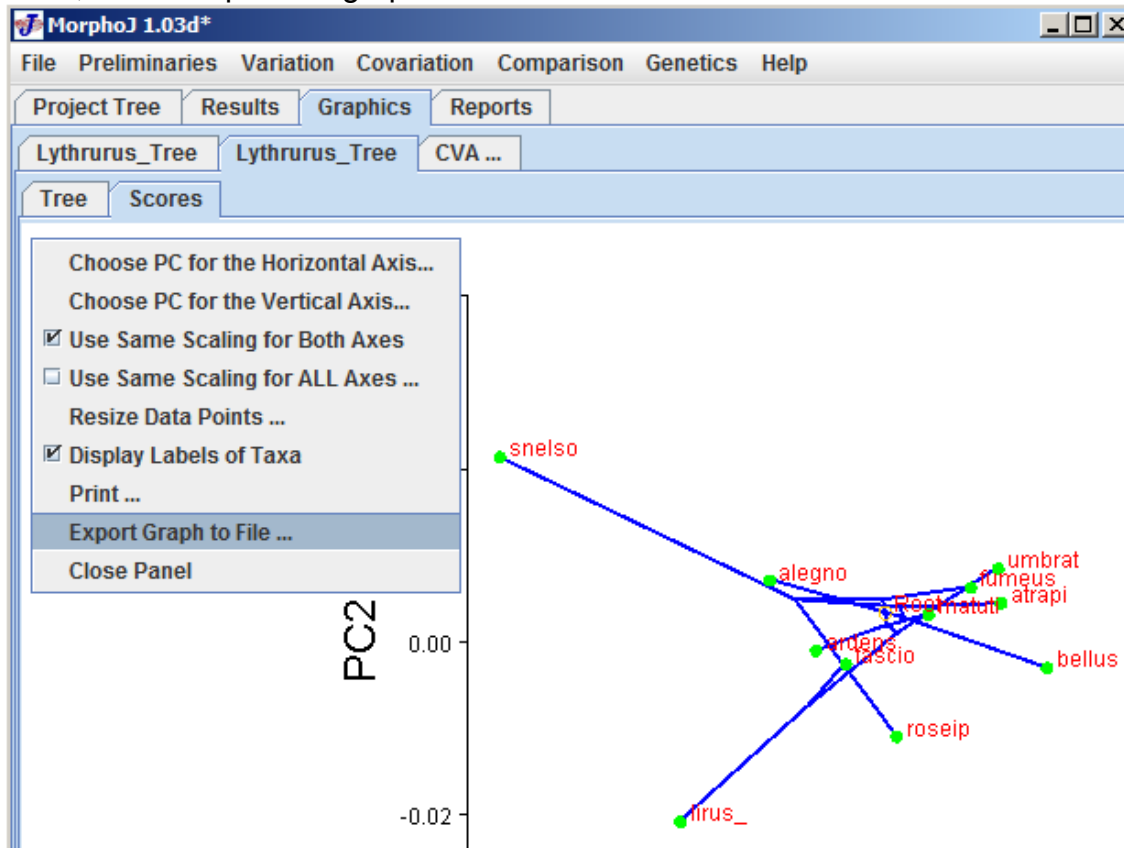 MorphoJ 1.03d*
File Preliminaries Variation Covariation Comparison Genetics Help
Project Tree Results Graphics Reports
Lythrurus_Tree Lythrurus_Tree CVA ...
Tree Scores
Choose PC for the Horizontal Axis...
Choose PC for the Vertical Axis...
Use Same Scaling for Both Axes
Use Same Scaling for ALL Axes ...
Resize Data Points ...
Display Labels of Taxa
Print ...
Export Graph to File ...
Close Panel
snelso
umbrat
alegno
fumeus
atrapi
Root
matuti
PC2
0.00
ardens
fascio
bellus
roseip
-0.02
lirus_